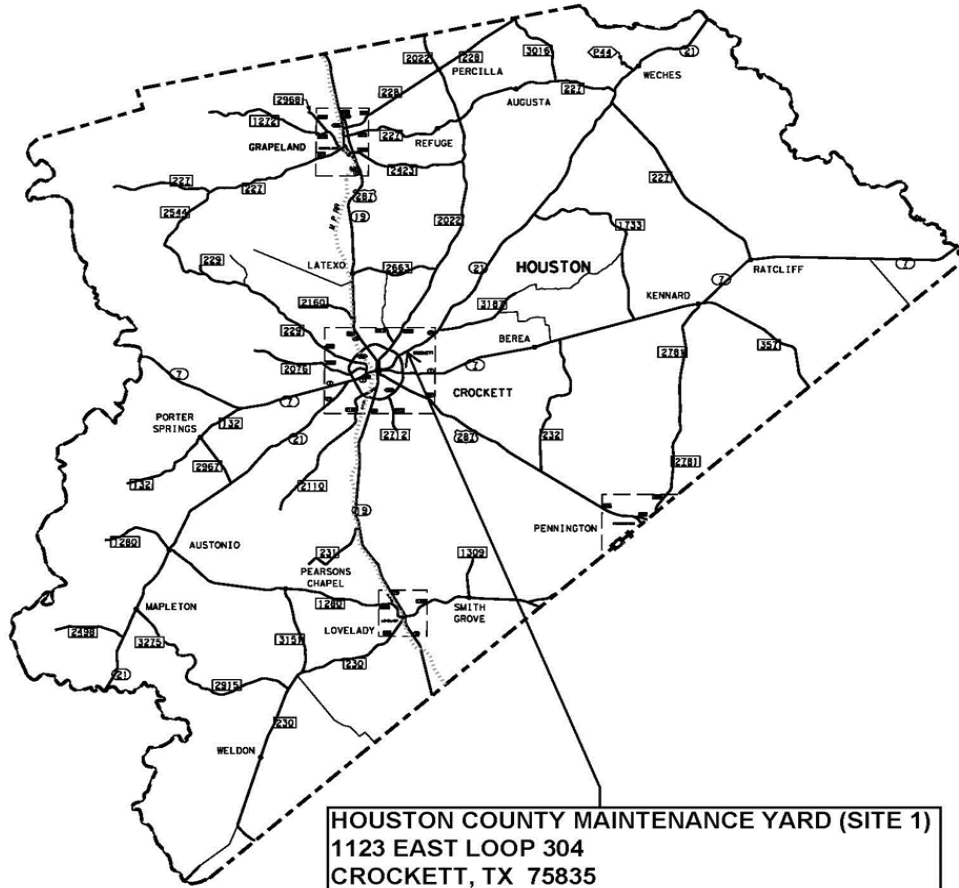 2022
228
PERCILLA
3016
P44
21
WECHES
228
2968
AUGUSTA
227
1272
227
REFUGE
GRAPELAND
2423
227
227
287
227
2544
M.P. RR
19
2022
1733
229
LATEXO
2663
21
HOUSTON
RATCLIFF
7
7
2160
3187
KENNARD
229
BEREA
2781
357
2076
7
7
CROCKETT
7
PORTER
SPRINGS
132
21
2712
287
232
2967
132
2110
2781
19
PENNINGTON
1280
AUSTONIO
231
1309
PEARSONS
CHAPEL
MAPLETON
1280
SMITH
GROVE
2498
3275
3151
LOVELADY
21
2915
230
230
WELDON
HOUSTON COUNTY MAINTENANCE YARD (SITE 1)
1123 EAST LOOP 304
CROCKETT, TX 75835